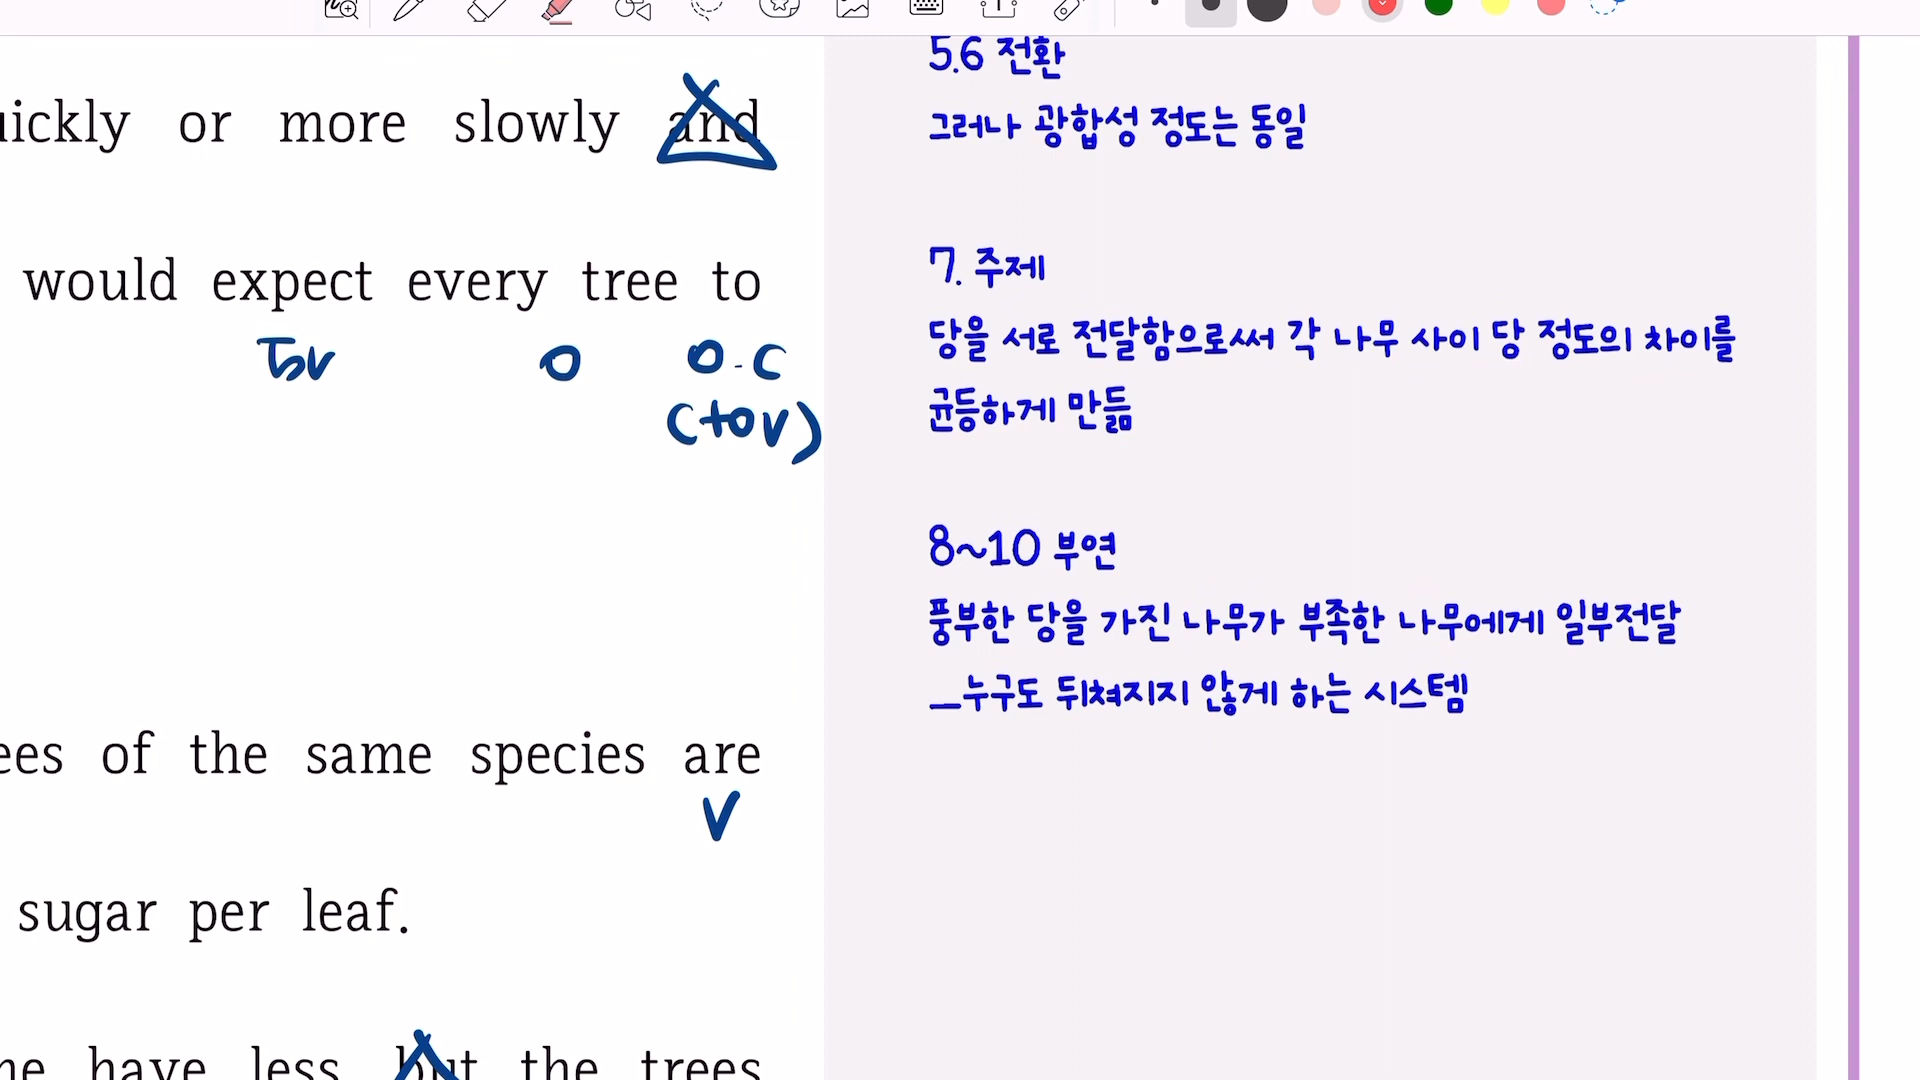 5.6 전환
uickly or more slowly and
그러나 광합성 정도는 동일
would expect every tree to
5v o o.c
(tov)
7. 주제
당을 서로 전달함으로써 각 나무 사이 당 정도의 차이를
균등하게 만듦
8~10 부연
풍부한 당을 가진 나무가 부족한 나무에게 일부전달
_누구도 뒤쳐지지 않게 하는 시스템
ees of the same species are
V
sugar per leaf.
me have less but the trees